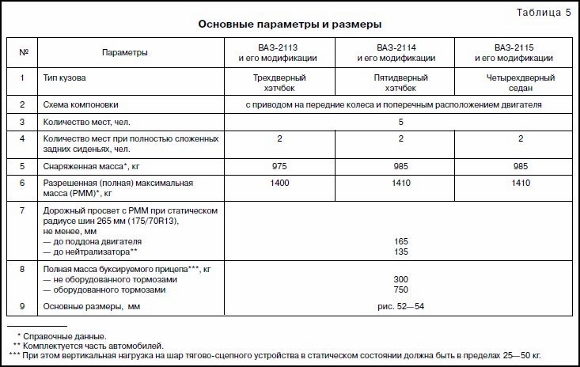 Таблица 5
Основные параметры и размеры
№ Параметры ВАЗ-2113 и его модификации ВАЗ-2114 и его модификации ВАЗ-2115 и его модификации
1 Тип кузова Трехдверный хэтчбек Пятидверный хэтчбек Четырехдверный седан
2 Схема компоновки с приводом на передние колеса и поперечным расположением двигателя
3 Количество мест, чел. 5
4 Количество мест при полностью сложенных задних сиденьях, чел. 2 2 2
5 Снаряженная масса*, кг 975 985 985
6 Разрешенная (полная) максимальная масса (РММ)*, кг 1400 1410 1410
7 Дорожный просвет с РММ при статическом
радиусе шин 265 мм (175/70R13),
не менее, мм
— до поддона двигателя 165
— до нейтрализатора** 135
8 Полная масса буксируемого прицепа***, кг
— не оборудованного тормозами 300
— оборудованного тормозами 750
9 Основные размеры, мм рис. 52—54
* Справочные данные.
** Комплектуется часть автомобилей.
*** При этом вертикальная нагрузка на шар тягово-сцепного устройства в статическом состоянии должна быть в пределах 25—50 кг.